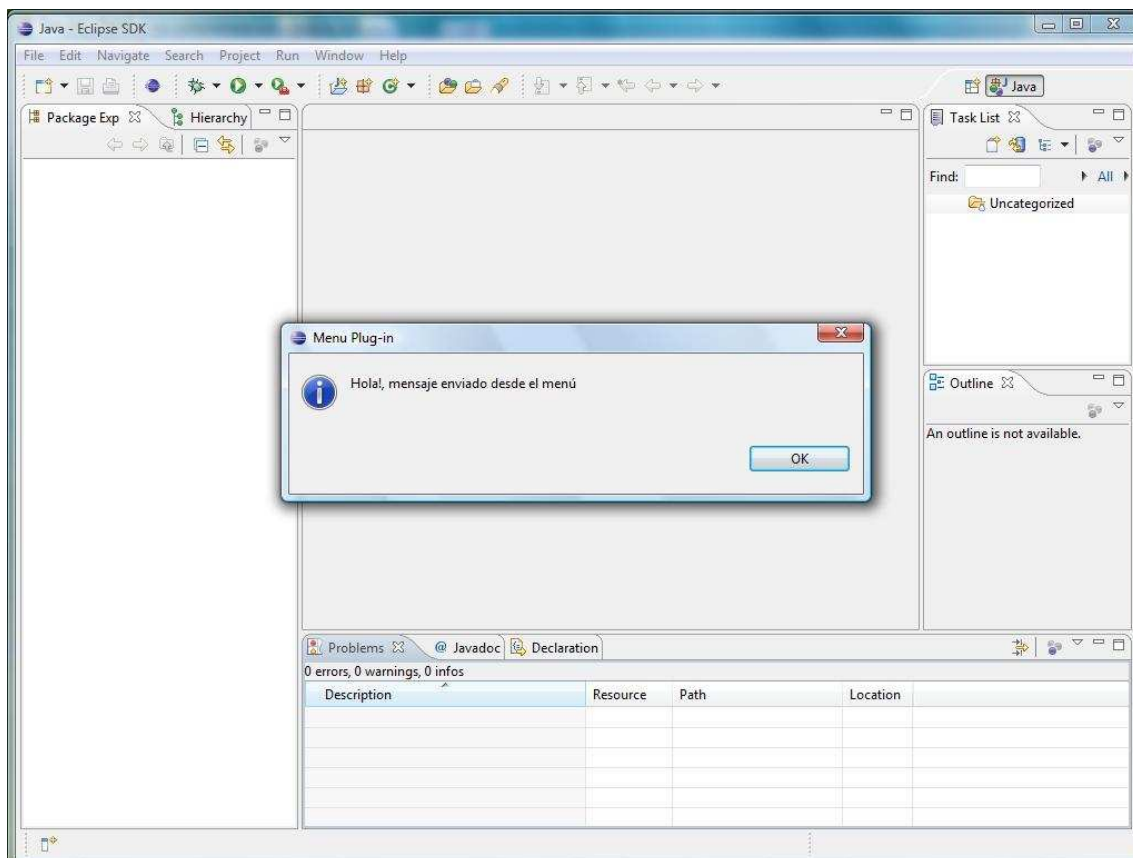 Java - Eclipse SDK
File Edit Navigate Search Project Run Window Help
Java
Package Exp Hierarchy
Task List
Find: All
Uncategorized
Menu Plug-in
Hola!, mensaje enviado desde el menú
OK
Outline
An outline is not available.
Problems @ Javadoc Declaration
0 errors, 0 warnings, 0 infos
Description Resource Path Location